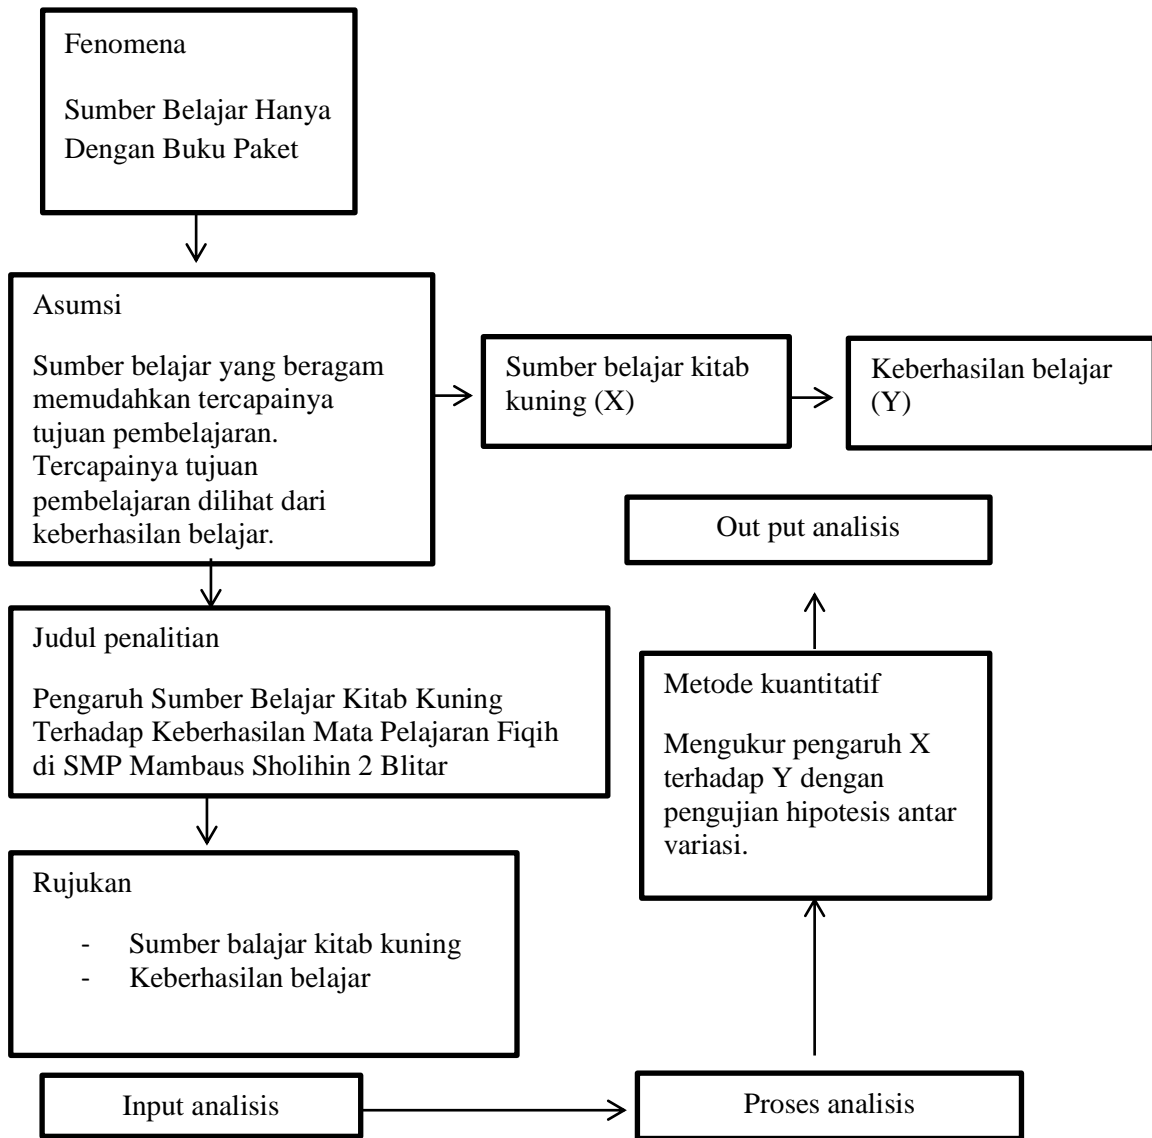 Fenomena
Sumber Belajar Hanya
Dengan Buku Paket
Asumsi
Sumber belajar yang beragam
memudahkan tercapainya
tujuan pembelajaran.
Tercapainya tujuan
pembelajaran dilihat dari
keberhasilan belajar.
Sumber belajar kitab
kuning (X)
Keberhasilan belajar
(Y)
Judul penalitian
Pengaruh Sumber Belajar Kitab Kuning
Terhadap Keberhasilan Mata Pelajaran Fiqih
di SMP Mambaus Sholihin 2 Blitar
Rujukan
- Sumber balajar kitab kuning
- Keberhasilan belajar
Input analisis
Proses analisis
Metode kuantitatif
Mengukur pengaruh X
terhadap Y dengan
pengujian hipotesis antar
variasi.
Out put analisis